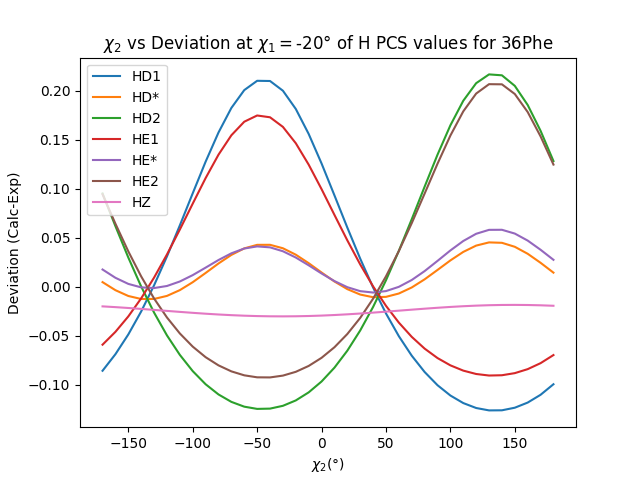 χ₂ vs Deviation at χ₁ = -20° of H PCS values for 36Phe
HD1
HD*
HD2
HE1
HE*
HE2
HZ
Deviation (Calc-Exp)
0.20
0.15
0.10
0.05
0.00
−0.05
−0.10
−150
−100
−50
0
50
100
150
χ₂(°)